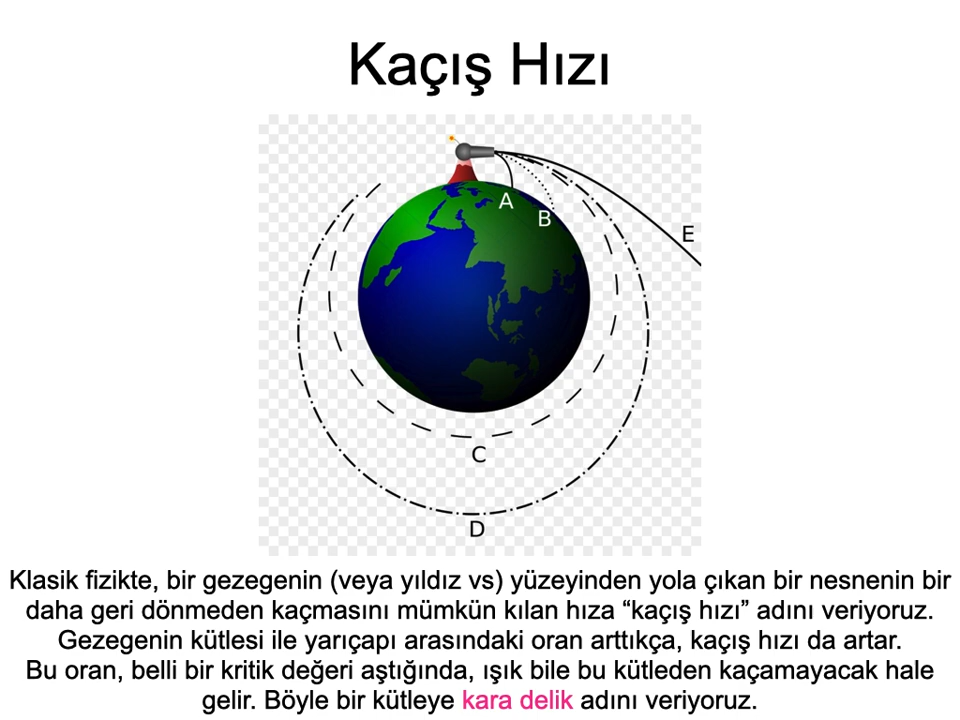 Kaçış Hızı
A
B
E
C
D
Klasik fizikte, bir gezegenin (veya yıldız vs) yüzeyinden yola çıkan bir nesnenin bir
daha geri dönmeden kaçmasını mümkün kılan hıza “kaçış hızı” adını veriyoruz.
Gezegenin kütlesi ile yarıçapı arasındaki oran arttıkça, kaçış hızı da artar.
Bu oran, belli bir kritik değeri aştığında, ışık bile bu kütleden kaçamayacak hale
gelir. Böyle bir kütleye kara delik adını veriyoruz.